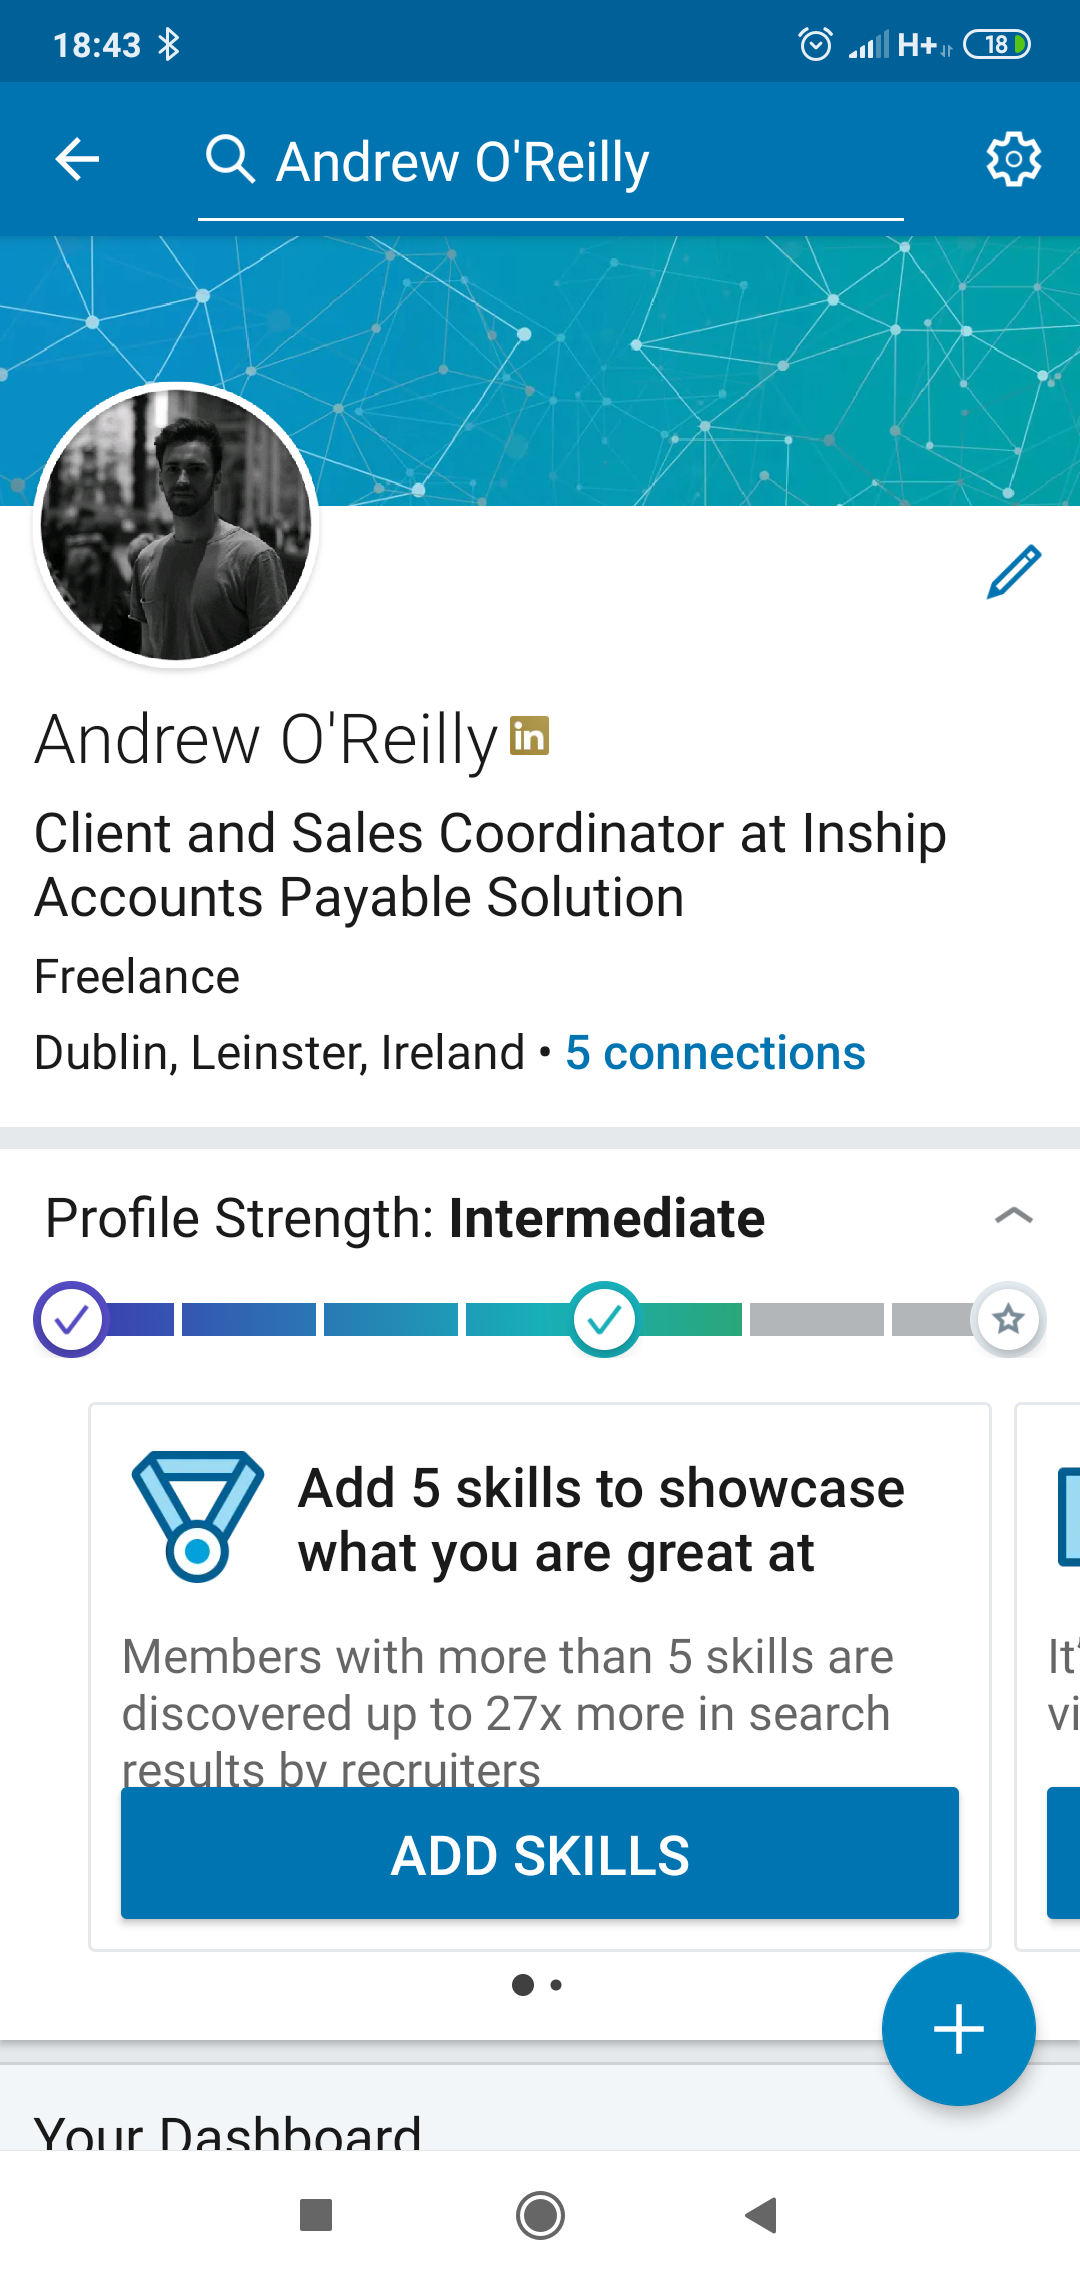 18:43 H+ 18
Andrew O'Reilly
Andrew O'Reilly in
Client and Sales Coordinator at Inship
Accounts Payable Solution
Freelance
Dublin, Leinster, Ireland • 5 connections
Profile Strength: Intermediate
Add 5 skills to showcase
what you are great at
Members with more than 5 skills are
discovered up to 27x more in search
results by recruiters
It'
vi
ADD SKILLS
Your Dashboard